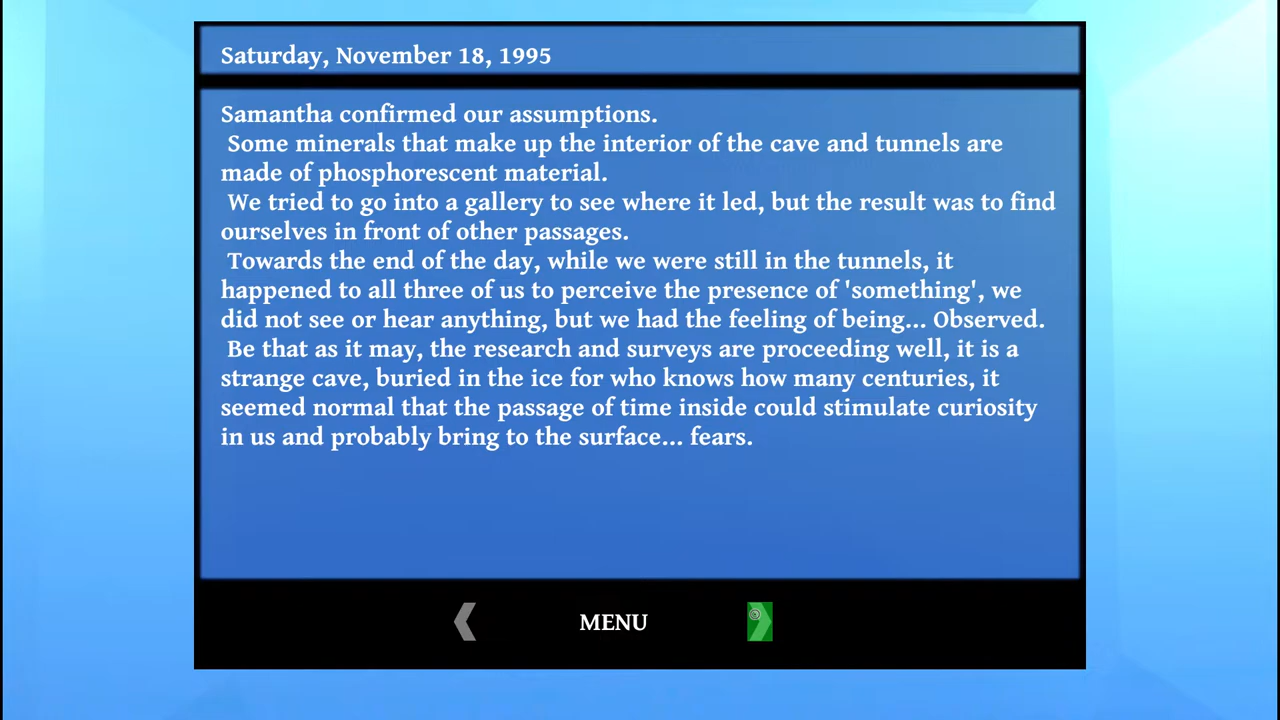 Saturday, November 18, 1995
Samantha confirmed our assumptions.
Some minerals that make up the interior of the cave and tunnels are
made of phosphorescent material.
We tried to go into a gallery to see where it led, but the result was to find
ourselves in front of other passages.
Towards the end of the day, while we were still in the tunnels, it
happened to all three of us to perceive the presence of 'something', we
did not see or hear anything, but we had the feeling of being... Observed.
Be that as it may, the research and surveys are proceeding well, it is a
strange cave, buried in the ice for who knows how many centuries, it
seemed normal that the passage of time inside could stimulate curiosity
in us and probably bring to the surface... fears.
MENU